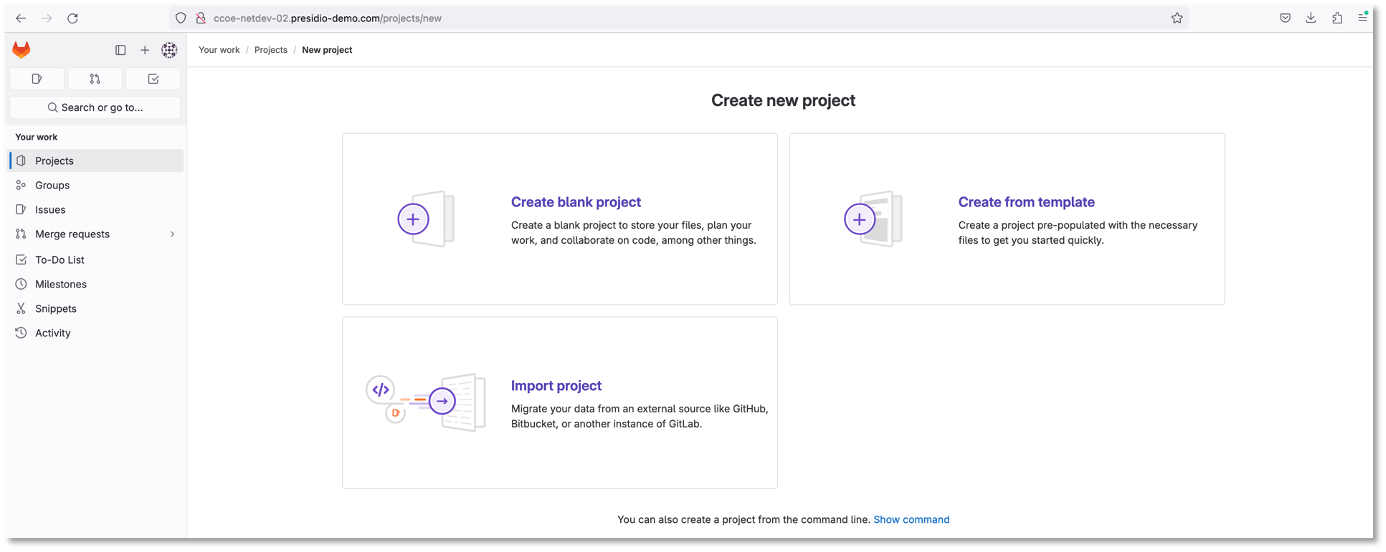 ccoe-netdev-02.presidio-demo.com/projects/new
Your work / Projects / New project
Search or go to...
Your work
Projects
Groups
Issues
Merge requests
To-Do List
Milestones
Snippets
Activity
Create new project
Create blank project
Create a blank project to store your files, plan your
work, and collaborate on code, among other things.
Create from template
Create a project pre-populated with the necessary
files to get you started quickly.
Import project
Migrate your data from an external source like GitHub,
Bitbucket, or another instance of GitLab.
You can also create a project from the command line. Show command